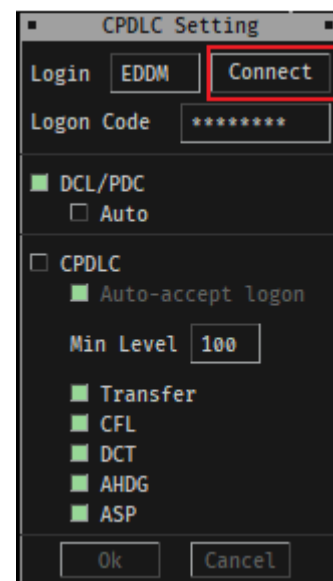 CPDLC Setting
Login EDDM Connect
Logon Code ********
DCL/PDC
Auto
CPDLC
Auto-accept logon
Min Level 100
Transfer
CFL
DCT
AHDG
ASP
Ok Cancel